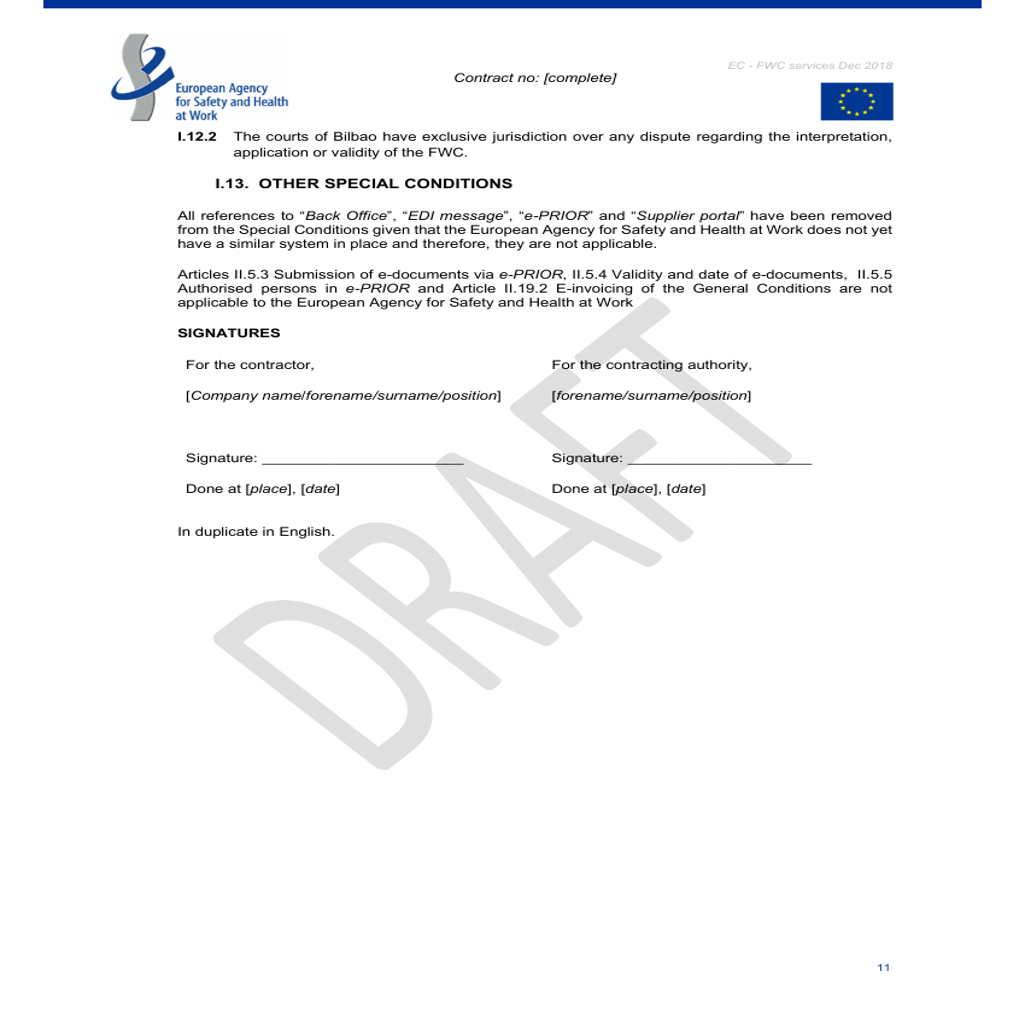 EC - FWC services Dec 2018
Contract no: [complete]
European Agency
for Safety and Health
at Work
I.12.2 The courts of Bilbao have exclusive jurisdiction over any dispute regarding the interpretation,
application or validity of the FWC.
I.13. OTHER SPECIAL CONDITIONS
All references to “Back Office”, “EDI message”, “e-PRIOR” and “Supplier portal” have been removed
from the Special Conditions given that the European Agency for Safety and Health at Work does not yet
have a similar system in place and therefore, they are not applicable.
Articles II.5.3 Submission of e-documents via e-PRIOR, II.5.4 Validity and date of e-documents, II.5.5
Authorised persons in e-PRIOR and Article II.19.2 E-invoicing of the General Conditions are not
applicable to the European Agency for Safety and Health at Work
SIGNATURES
For the contractor,
[Company name/forename/surname/position]
Signature: __________________________
Done at [place], [date]
For the contracting authority,
[forename/surname/position]
Signature: ________________________
Done at [place], [date]
In duplicate in English.
DRAFT
11